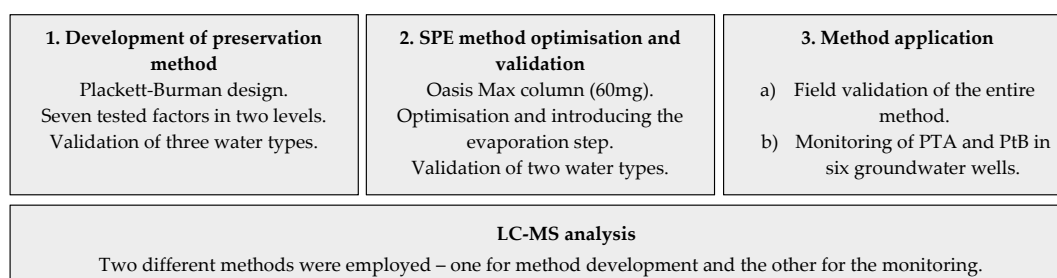 1. Development of preservation
method
Plackett-Burman design.
Seven tested factors in two levels.
Validation of three water types.
2. SPE method optimisation and
validation
Oasis Max column (60mg).
Optimisation and introducing the
evaporation step.
Validation of two water types.
3. Method application
a) Field validation of the entire
method.
b) Monitoring of PTA and PtB in
six groundwater wells.
LC-MS analysis
Two different methods were employed – one for method development and the other for the monitoring.